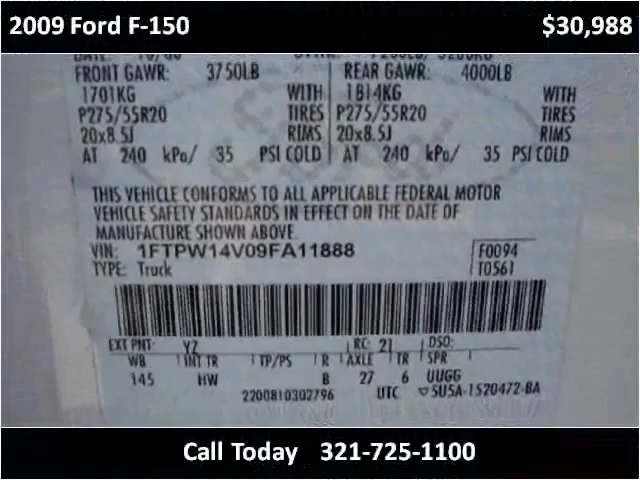 2009 Ford F-150 $30,988
FRONT GAWR: 3750LB REAR GAWR: 4000LB
1701KG WITH 1814KG WITH
P275/55R20 TIRES P275/55R20 TIRES
20x8.5J RIMS 20x8.5J RIMS
AT 240 kPa/ 35 PSI COLD AT 240 kPa/ 35 PSI COLD
THIS VEHICLE CONFORMS TO ALL APPLICABLE FEDERAL MOTOR
VEHICLE SAFETY STANDARDS IN EFFECT ON THE DATE OF
MANUFACTURE SHOWN ABOVE.
VIN: 1FTPW14V09FA11888 F0094
TYPE: Truck T0561
EXT PNT: YZ RC: 21 DSO:
WB INT TR TP/PS R AXLE TR SPR
145 HW B 27 6 UUGG
2200810302796 UTC 5U5A-1520472-BA
Call Today 321-725-1100